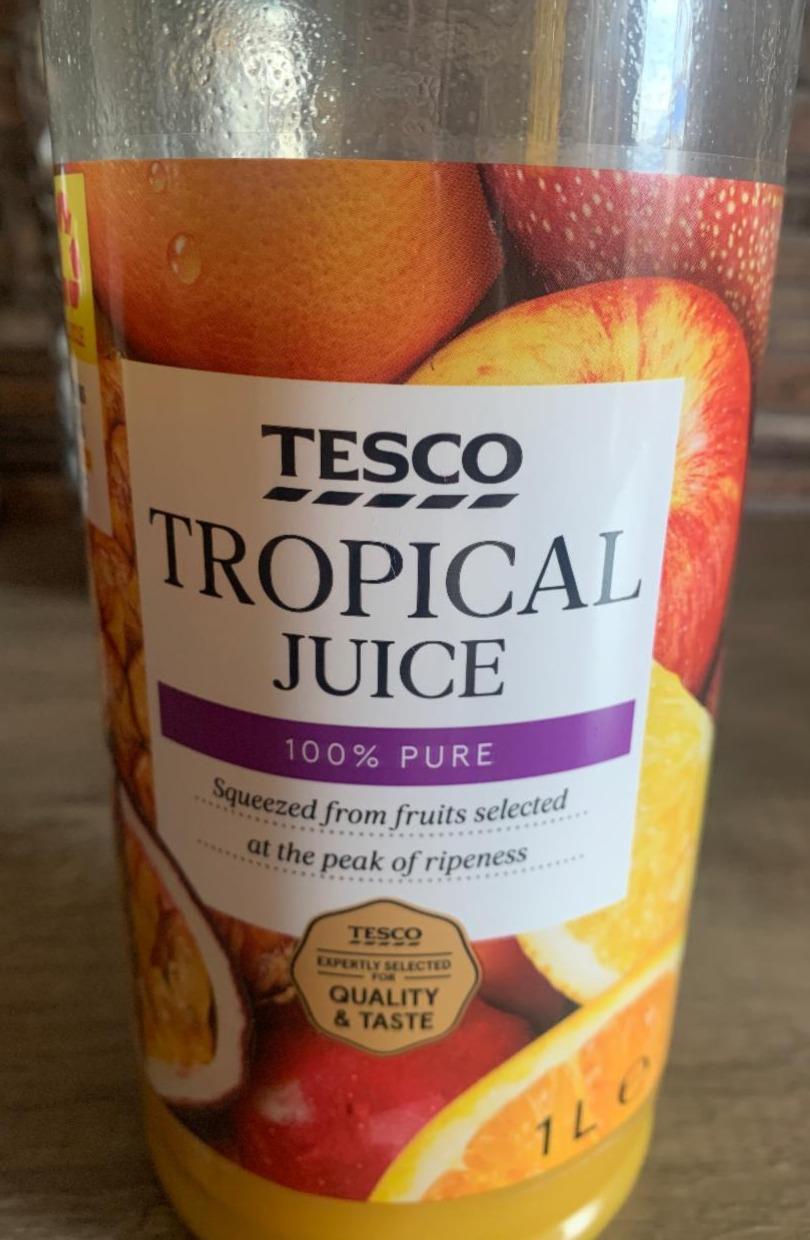 TESCO
TROPICAL
JUICE
100% PURE
Squeezed from fruits selected
at the peak of ripeness
TESCO
EXPERTLY SELECTED
FOR
QUALITY
& TASTE
1L e